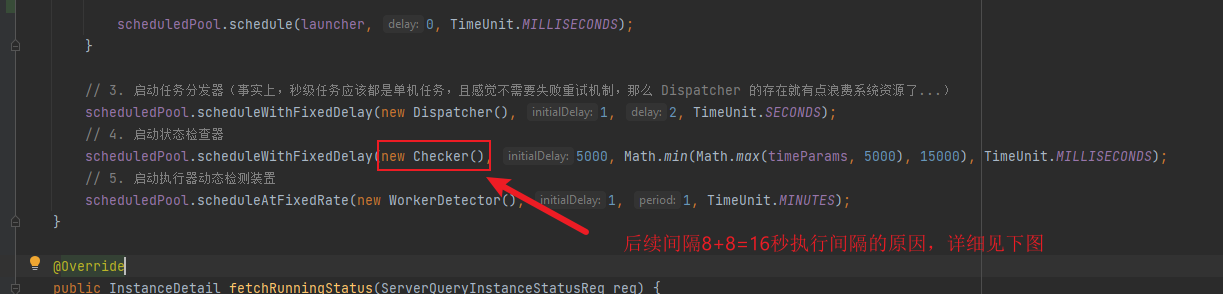 scheduledPool.schedule(launcher, delay: 0, TimeUnit.MILLISECONDS);
}
// 3. 启动任务分发器（事实上，秒级任务应该都是单机任务，且感觉不需要失败重试机制，那么 Dispatcher 的存在就有点浪费系统资源了...）
scheduledPool.scheduleWithFixedDelay(new Dispatcher(), initialDelay: 1, delay: 2, TimeUnit.SECONDS);
// 4. 启动状态检查器
scheduledPool.scheduleWithFixedDelay(new Checker(), initialDelay: 5000, Math.min(Math.max(timeParams, 5000), 15000), TimeUnit.MILLISECONDS);
// 5. 启动执行器动态检测装置
scheduledPool.scheduleAtFixedRate(new WorkerDetector(), initialDelay: 1, period: 1, TimeUnit.MINUTES);
}
后续间隔8+8=16秒执行间隔的原因，详细见下图
@Override
public InstanceDetail fetchRunningStatus(ServerQueryInstanceStatusReq req) {